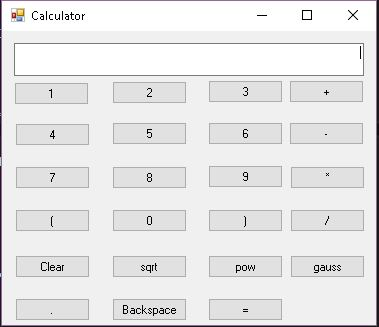 Calculator
1 2 3 +
4 5 6 -
7 8 9 *
( 0 ) /
Clear sqrt pow gauss
. Backspace =